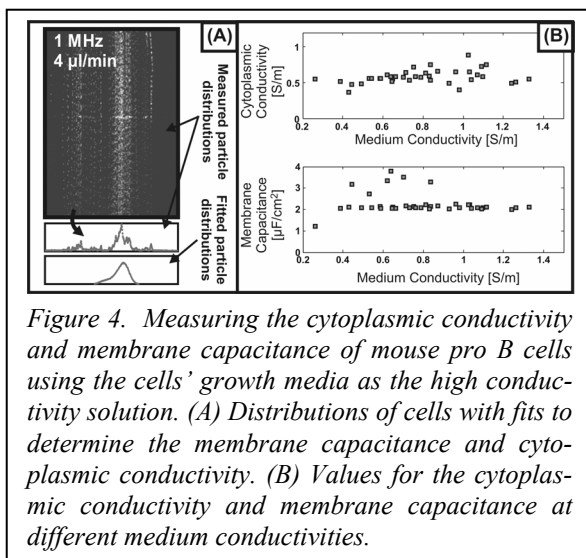 1 MHz
4 µl/min
(A)
Measured particle
distributions
Fitted particle
distributions
(B)
Cytoplasmic
Conductivity
[S/m]
1
0.5
0
0.2 0.4 0.6 0.8 1 1.2 1.4
Medium Conductivity [S/m]
Membrane
Capacitance
[µF/cm²]
4
2
0
0.2 0.4 0.6 0.8 1 1.2 1.4
Medium Conductivity [S/m]
Figure 4. Measuring the cytoplasmic conductivity
and membrane capacitance of mouse pro B cells
using the cells’ growth media as the high conduc-
tivity solution. (A) Distributions of cells with fits to
determine the membrane capacitance and cyto-
plasmic conductivity. (B) Values for the cytoplas-
mic conductivity and membrane capacitance at
different medium conductivities.